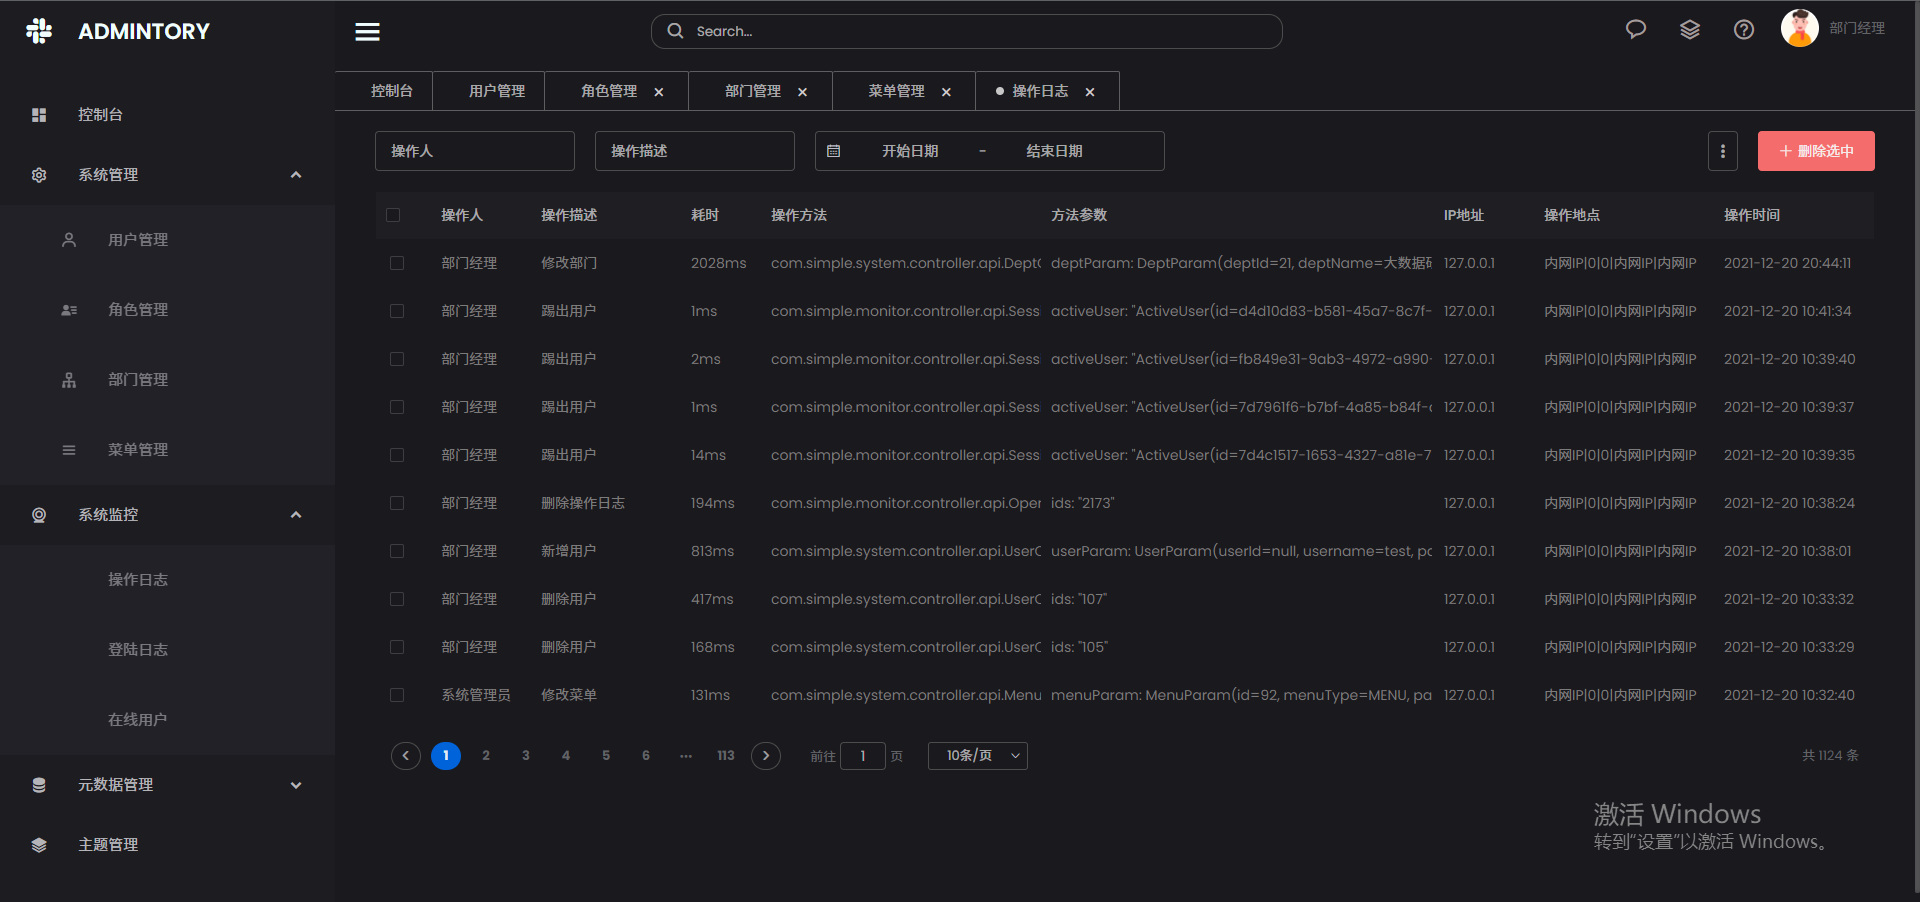 ADMINTORY
Search...
部门经理
控制台
系统管理
用户管理
角色管理
部门管理
菜单管理
系统监控
操作日志
登陆日志
在线用户
元数据管理
主题管理
控制台 用户管理 角色管理 部门管理 菜单管理 操作日志
操作人 操作描述 开始日期 - 结束日期 删除选中
操作人 操作描述 耗时 操作方法 方法参数 IP地址 操作地点 操作时间
部门经理 修改部门 2028ms com.simple.system.controller.api.Dept deptParam: DeptParam(deptId=21, deptName=大数据 127.0.0.1 内网IP|0|0|内网IP|内网IP 2021-12-20 20:44:11
部门经理 踢出用户 1ms com.simple.monitor.controller.api.Sess activeUser: "ActiveUser(id=d4d10d83-b581-45a7-8c7f- 127.0.0.1 内网IP|0|0|内网IP|内网IP 2021-12-20 10:41:34
部门经理 踢出用户 2ms com.simple.monitor.controller.api.Sess activeUser: "ActiveUser(id=fb849e31-9ab3-4972-a990- 127.0.0.1 内网IP|0|0|内网IP|内网IP 2021-12-20 10:39:40
部门经理 踢出用户 1ms com.simple.monitor.controller.api.Sess activeUser: "ActiveUser(id=7d7961f6-b7bf-4a85-b84f- 127.0.0.1 内网IP|0|0|内网IP|内网IP 2021-12-20 10:39:37
部门经理 踢出用户 14ms com.simple.monitor.controller.api.Sess activeUser: "ActiveUser(id=7d4c1517-1653-4327-a81e-7 127.0.0.1 内网IP|0|0|内网IP|内网IP 2021-12-20 10:39:35
部门经理 删除操作日志 194ms com.simple.monitor.controller.api.Oper ids: "2173" 127.0.0.1 内网IP|0|0|内网IP|内网IP 2021-12-20 10:38:24
部门经理 新增用户 813ms com.simple.system.controller.api.UserC userParam: UserParam(userId=null, username=test, pa 127.0.0.1 内网IP|0|0|内网IP|内网IP 2021-12-20 10:38:01
部门经理 删除用户 417ms com.simple.system.controller.api.UserC ids: "107" 127.0.0.1 内网IP|0|0|内网IP|内网IP 2021-12-20 10:33:32
部门经理 删除用户 168ms com.simple.system.controller.api.UserC ids: "105" 127.0.0.1 内网IP|0|0|内网IP|内网IP 2021-12-20 10:33:29
系统管理员 修改菜单 131ms com.simple.system.controller.api.Menu menuParam: MenuParam(id=92, menuType=MENU, pa 127.0.0.1 内网IP|0|0|内网IP|内网IP 2021-12-20 10:32:40
1 2 3 4 5 6 ··· 113 前往 1 页 10条/页 共 1124 条
激活 Windows
转到“设置”以激活 Windows。